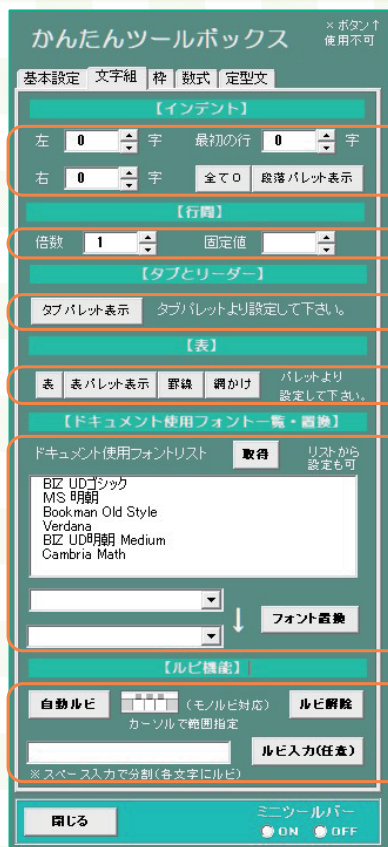 かんたんツールボックス
×ボタン↑
使用不可
基本設定 文字組 枠 数式 定型文
【インデント】
左 0 字 最初の行 0 字
右 0 字 全て0 段落パレット表示
【行間】
倍数 1 固定値
【タブとリーダー】
タブパレット表示 タブパレットより設定して下さい。
【表】
表 表パレット表示 罫線 網かけ パレットより
設定して下さい。
【ドキュメント使用フォント一覧・置換】
ドキュメント使用フォントリスト 取得 リストから
設定も可
BIZ UDゴシック
MS 明朝
Bookman Old Style
Verdana
BIZ UD明朝 Medium
Cambria Math
↓ フォント置換
【ルビ機能】
自動ルビ (モノルビ対応) ルビ解除
カーソルで範囲指定
ルビ入力(任意)
※スペース入力で分割(各文字にルビ)
閉じる ミニツールバー
ON OFF